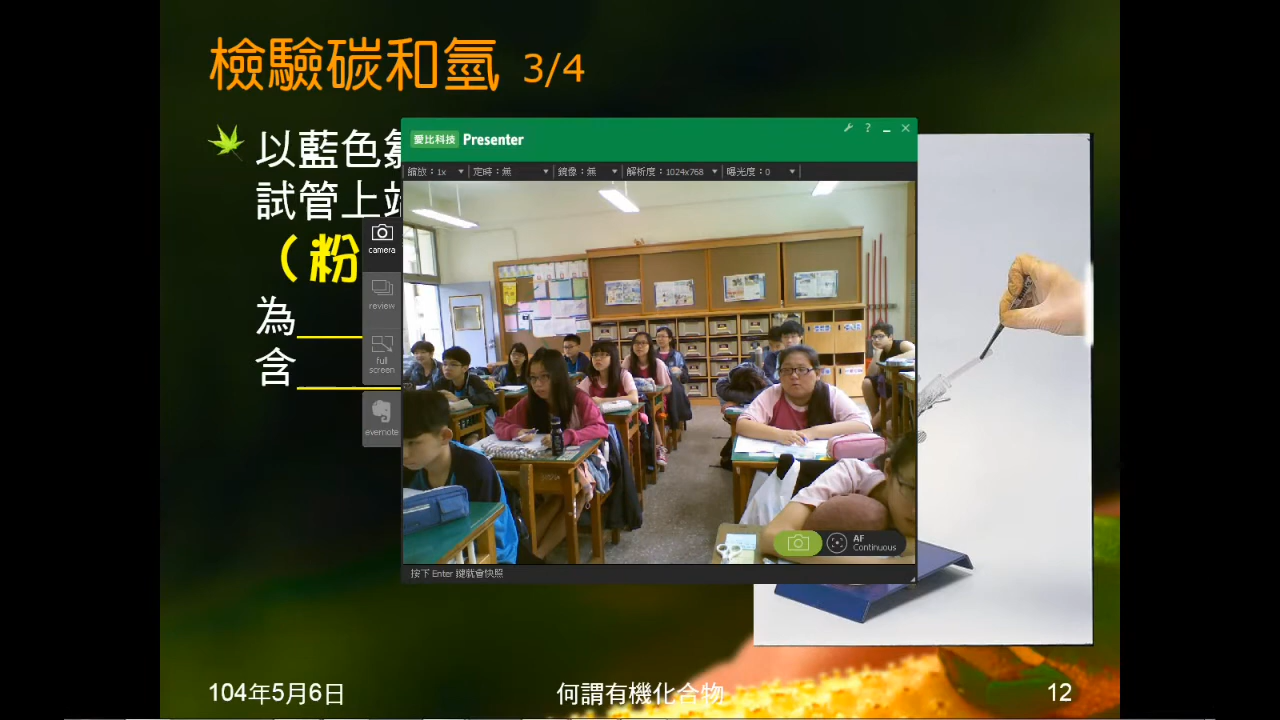 檢驗碳和氫 3/4
以藍色氯
試管上
（粉
為
含
愛比科技 Presenter
縮放：1x
定時：無
鏡像：無
解析度：1024x768
曝光度：0
camera
review
full
screen
evernote
AF
Continuous
按下 Enter 鍵就會快照
104年5月6日
何謂有機化合物
12